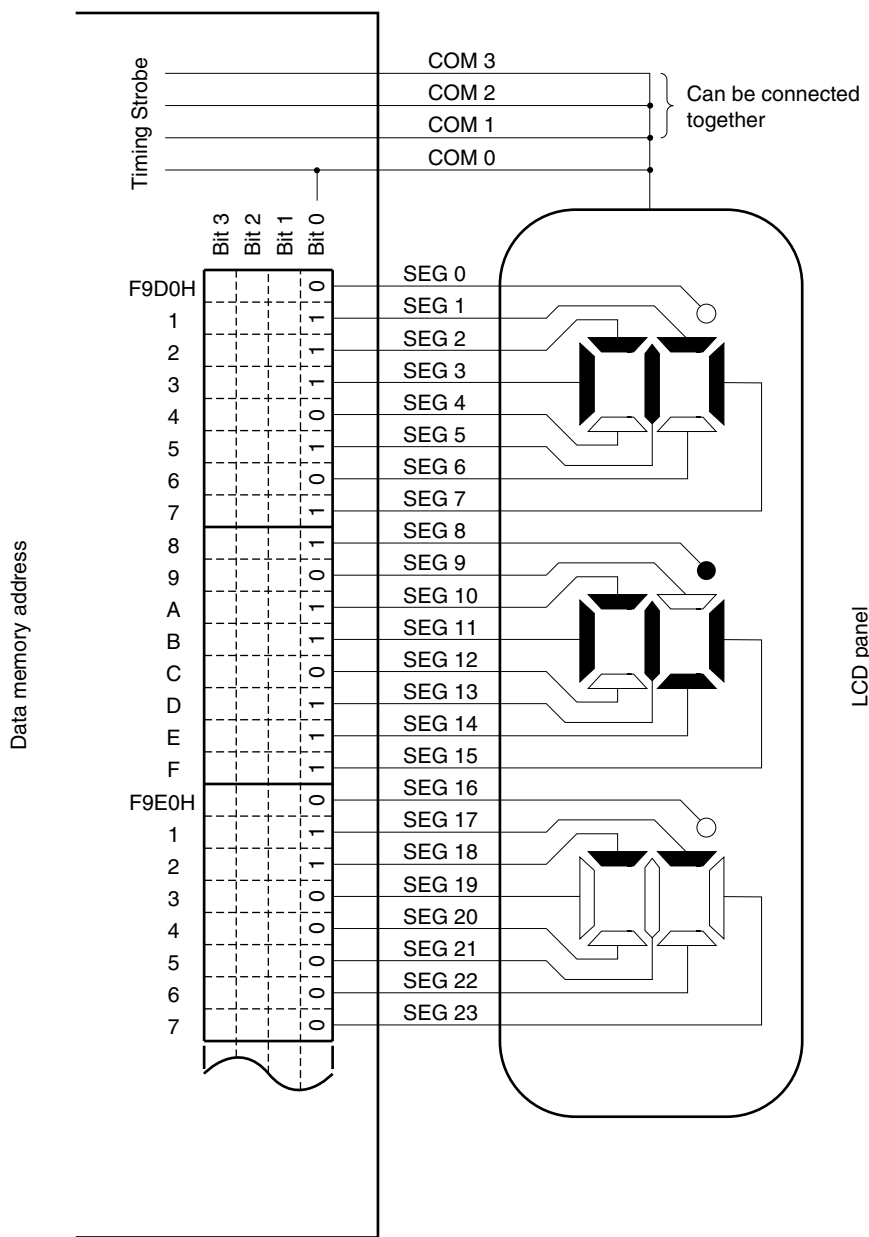 Timing Strobe
COM 3
COM 2
COM 1
COM 0
Can be connected
together
Bit 3
Bit 2
Bit 1
Bit 0
F9D0H 0 SEG 0
1 1 SEG 1
2 1 SEG 2
3 1 SEG 3
4 0 SEG 4
5 1 SEG 5
6 0 SEG 6
7 1 SEG 7
8 1 SEG 8
9 0 SEG 9
A 1 SEG 10
B 1 SEG 11
C 0 SEG 12
D 1 SEG 13
E 1 SEG 14
F 1 SEG 15
F9E0H 0 SEG 16
1 1 SEG 17
2 1 SEG 18
3 0 SEG 19
4 0 SEG 20
5 0 SEG 21
6 0 SEG 22
7 0 SEG 23
Data memory address
LCD panel